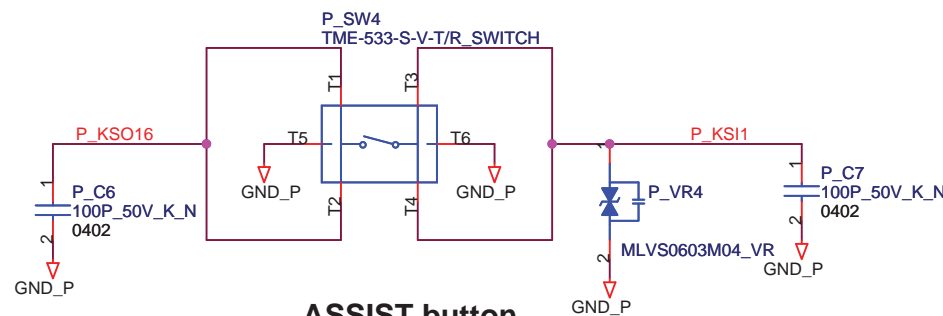 P_SW4
TME-533-S-V-T/R_SWITCH
T1
T3
P_KSO16
T5
T6
P_KSI1
1
P_C6
100P_50V_K_N
0402
2
GND_P
GND_P
T2
T4
GND_P
1
P_VR4
2
MLVS0603M04_VR
GND_P
1
P_C7
100P_50V_K_N
0402
2
GND_P
ASSIST button